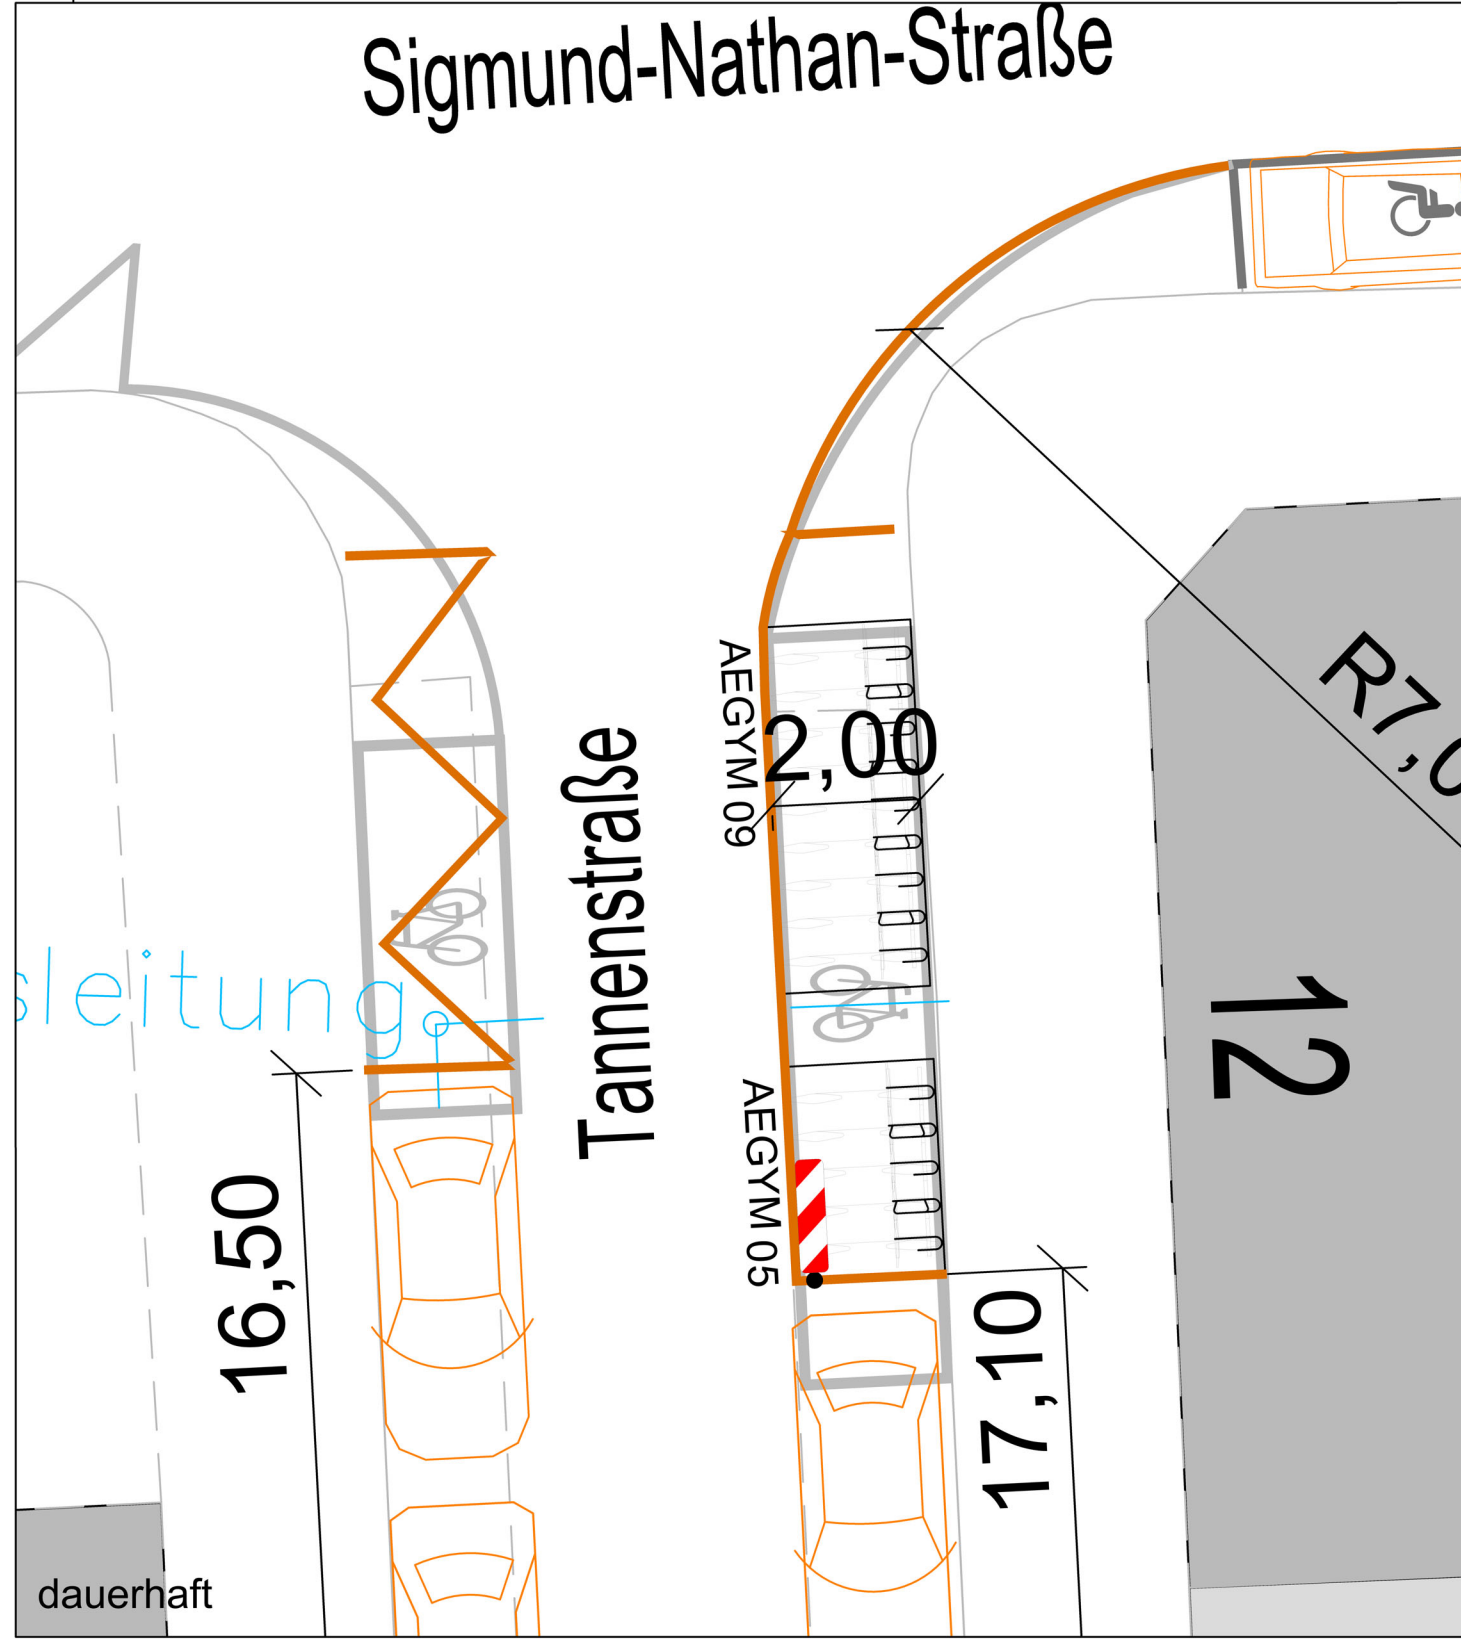 Sigmund-Nathan-Straße
R7,0
AEGYM 09
2,00
Tannenstraße
sleitung
12
AEGYM 05
16,50
17,10
dauerhaft